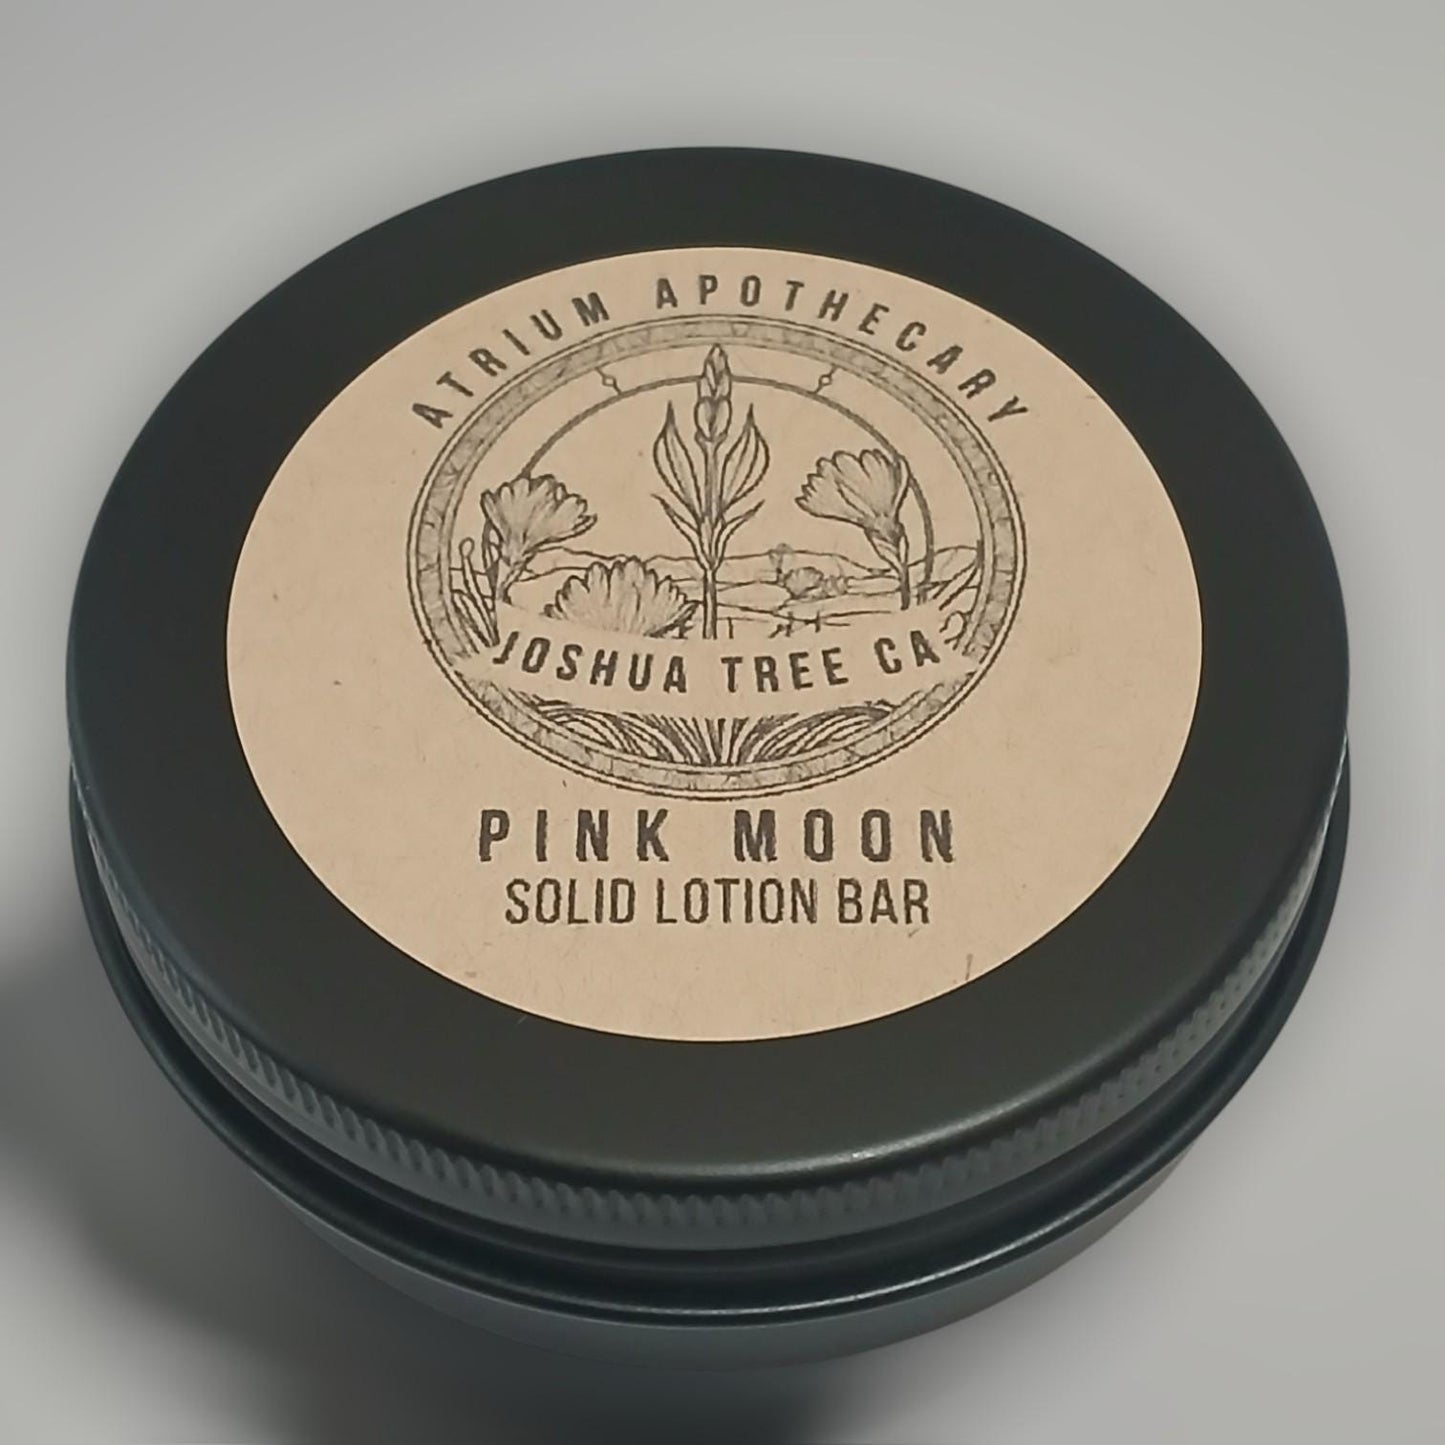 ATRIUM APOTHECARY
JOSHUA TREE CA
PINK MOON
SOLID LOTION BAR